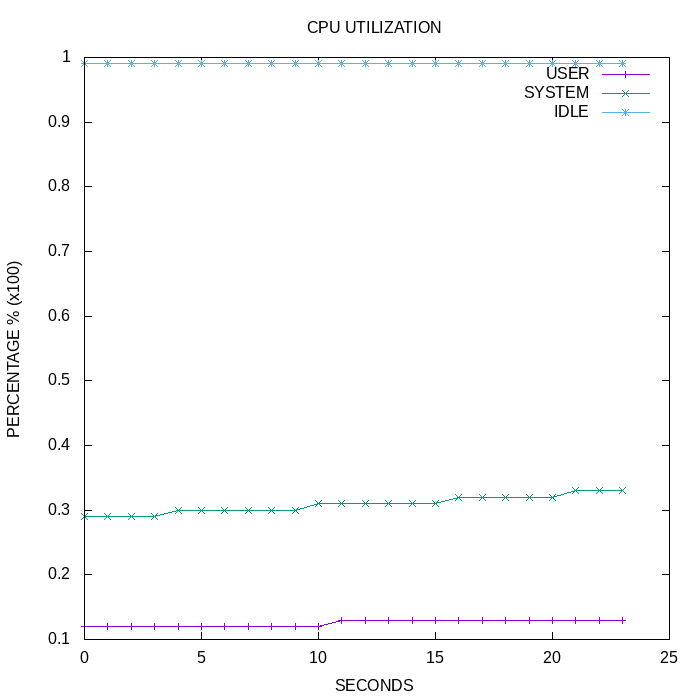 CPU UTILIZATION
1
0.9
0.8
0.7
0.6
0.5
0.4
0.3
0.2
0.1
PERCENTAGE % (x100)
USER
SYSTEM
IDLE
0 5 10 15 20 25
SECONDS